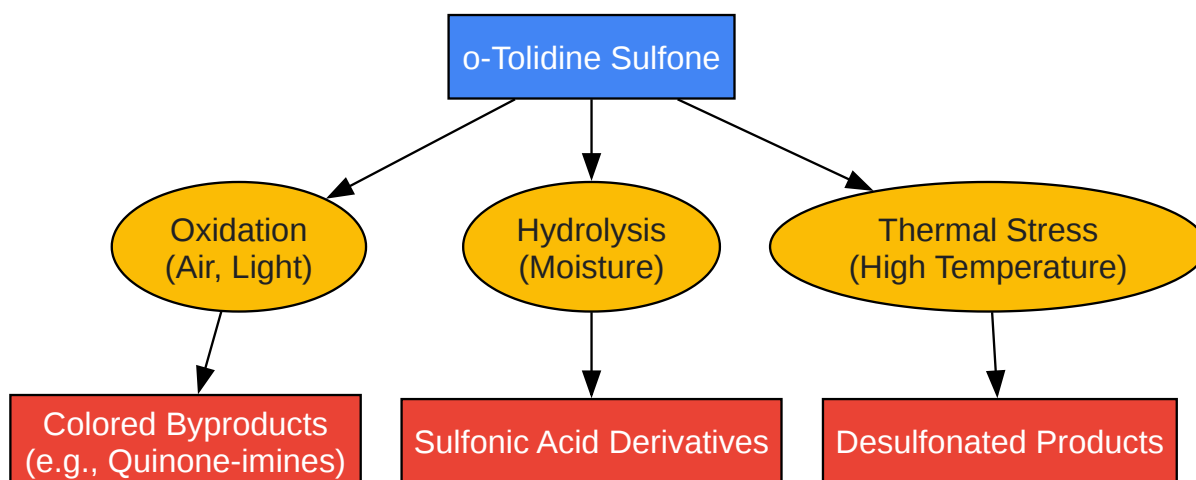 o-Tolidine Sulfone
Oxidation
(Air, Light)
Hydrolysis
(Moisture)
Thermal Stress
(High Temperature)
Colored Byproducts
(e.g., Quinone-imines)
Sulfonic Acid Derivatives
Desulfonated Products